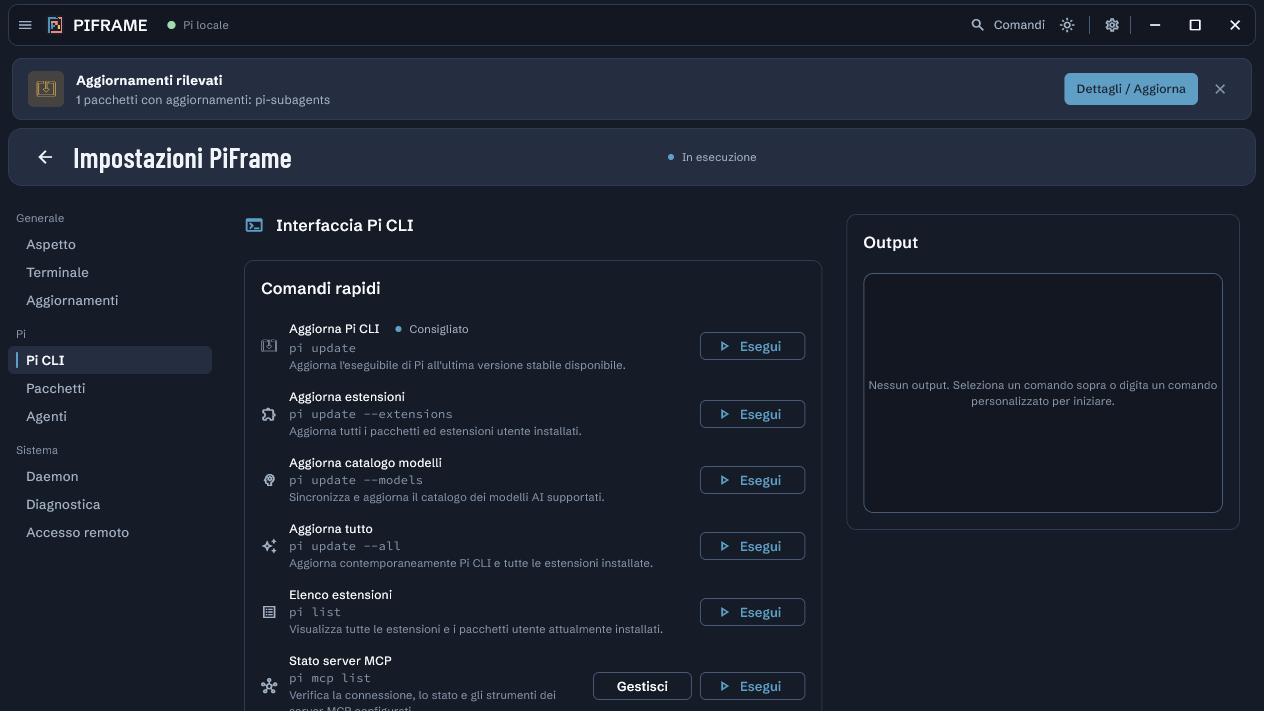 PIFRAME
Pi locale
Comandi
Aggiornamenti rilevati
1 pacchetti con aggiornamenti: pi-subagents
Dettagli / Aggiorna
Impostazioni PiFrame
In esecuzione
Generale
Aspetto
Terminale
Aggiornamenti
Pi
Pi CLI
Pacchetti
Agenti
Sistema
Daemon
Diagnostica
Accesso remoto
Interfaccia Pi CLI
Comandi rapidi
Aggiorna Pi CLI
Consigliato
pi update
Aggiorna l'eseguibile di Pi all'ultima versione stabile disponibile.
Esegui
Aggiorna estensioni
pi update --extensions
Aggiorna tutti i pacchetti ed estensioni utente installati.
Esegui
Aggiorna catalogo modelli
pi update --models
Sincronizza e aggiorna il catalogo dei modelli AI supportati.
Esegui
Aggiorna tutto
pi update --all
Aggiorna contemporaneamente Pi CLI e tutte le estensioni installate.
Esegui
Elenco estensioni
pi list
Visualizza tutte le estensioni e i pacchetti utente attualmente installati.
Esegui
Stato server MCP
pi mcp list
Verifica la connessione, lo stato e gli strumenti dei
server MCP configurati.
Gestisci
Esegui
Output
Nessun output. Seleziona un comando sopra o digita un comando
personalizzato per iniziare.